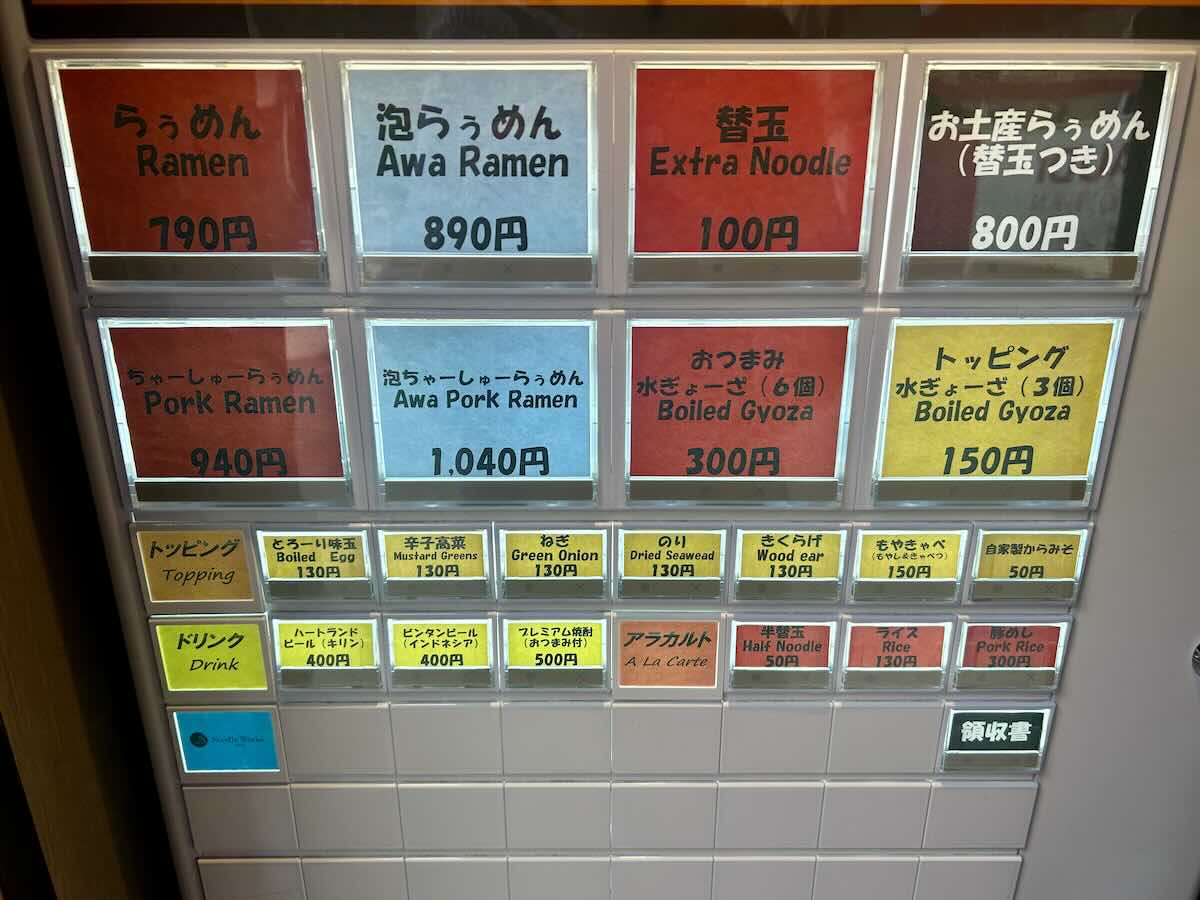 らぅめん
Ramen
790円
泡らぅめん
Awa Ramen
890円
替玉
Extra Noodle
100円
お土産らぅめん
(替玉つき)
800円
ちゃーしゅーらぅめん
Pork Ramen
940円
泡ちゃーしゅーらぅめん
Awa Pork Ramen
1,040円
おつまみ
水ぎょーざ(6個)
Boiled Gyoza
300円
トッピング
水ぎょーざ(3個)
Boiled Gyoza
150円
トッピング
Topping
とろーり味玉
Boiled Egg
130円
辛子高菜
Mustard Greens
130円
ねぎ
Green Onion
130円
のり
Dried Seawead
130円
きくらげ
Wood ear
130円
もやきゃべ
(もやし&きゃべつ)
150円
自家製からみそ
50円
ドリンク
Drink
ハートランド
ビール(キリン)
400円
ビンタンビール
(インドネシア)
400円
プレミアム焼酎
(おつまみ付)
500円
アラカルト
A La Carte
半替玉
Half Noodle
50円
ライス
Rice
130円
豚めし
Pork Rice
300円
Noodle Works
領収書